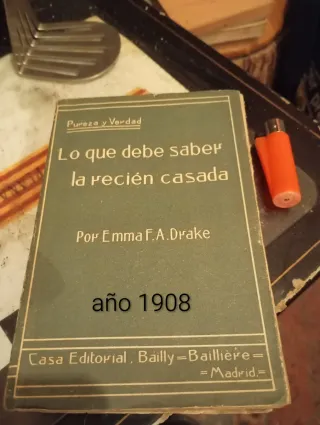 Pureza y Verdad
Lo que debe saber
la recién casada
Por Emma F. A. Drake
año 1908
Casa Editorial, Bailly=Baillière=
=Madrid.=